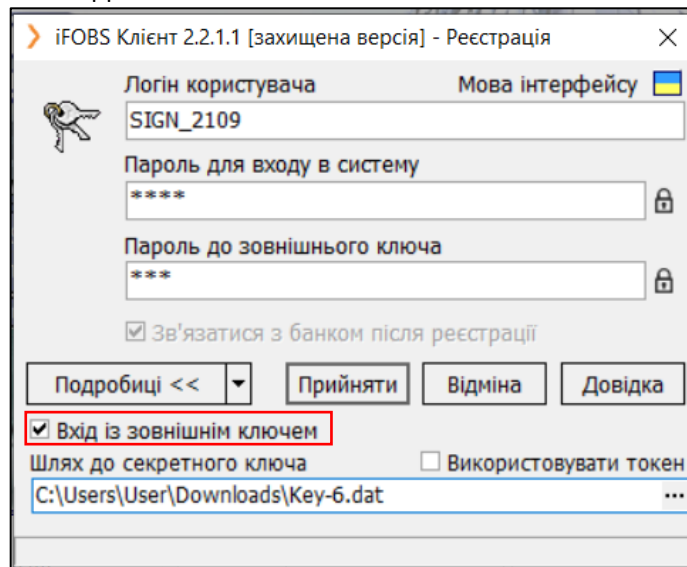 iFOBS Клієнт 2.2.1.1 [захищена версія] - Реєстрація
Логін користувача Мова інтерфейсу
SIGN_2109
Пароль для входу в систему
****
Пароль до зовнішнього ключа
***
Зв'язатися з банком після реєстрації
Подробиці << Прийняти Відміна Довідка
Вхід із зовнішнім ключем
Шлях до секретного ключа Використовувати токен
C:\Users\User\Downloads\Key-6.dat ...